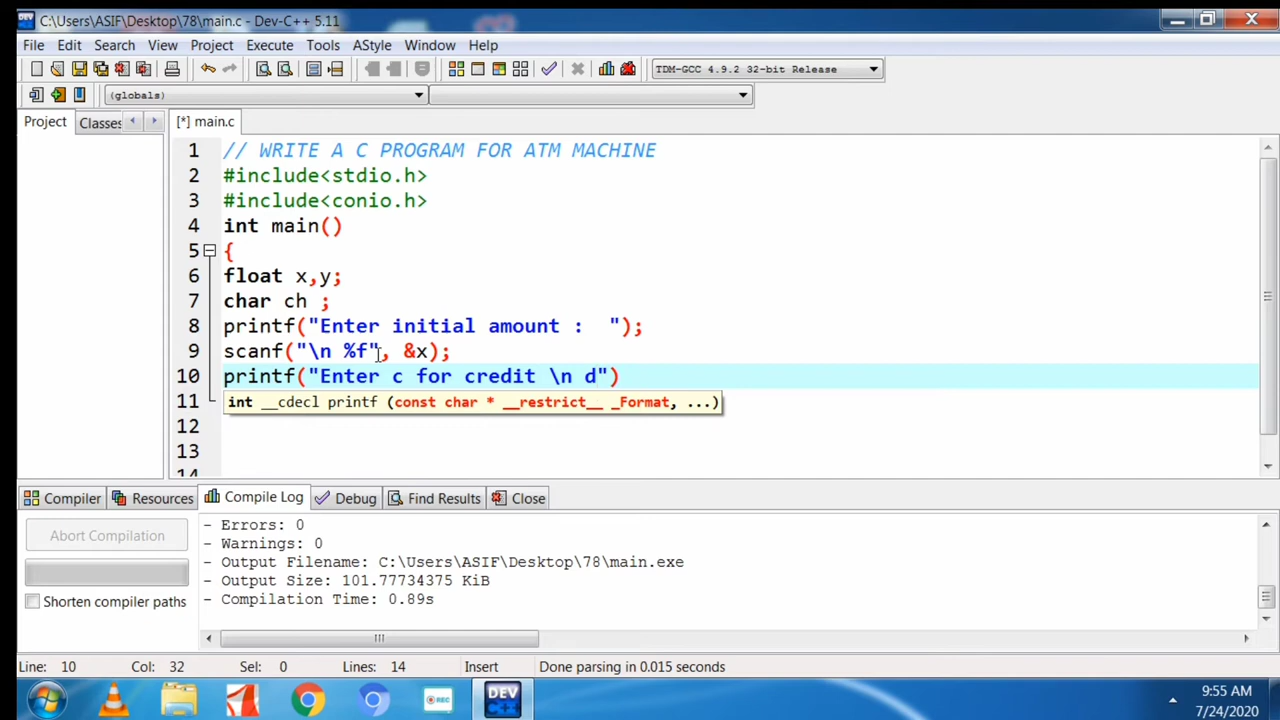 C:\Users\ASIF\Desktop\78\main.c - Dev-C++ 5.11
File Edit Search View Project Execute Tools AStyle Window Help
TDM-GCC 4.9.2 32-bit Release
(globals)
Project Classes [*] main.c
1 // WRITE A C PROGRAM FOR ATM MACHINE
2 #include<stdio.h>
3 #include<conio.h>
4 int main()
5 {
6 float x,y;
7 char ch ;
8 printf("Enter initial amount :  ");
9 scanf("\n %f", &x);
10 printf("Enter c for credit \n d")
11 int __cdecl printf (const char * __restrict__ _Format, ...)
12
13
14
Compiler Resources Compile Log Debug Find Results Close
Abort Compilation
Shorten compiler paths
- Errors: 0
- Warnings: 0
- Output Filename: C:\Users\ASIF\Desktop\78\main.exe
- Output Size: 101.77734375 KiB
- Compilation Time: 0.89s
Line: 10 Col: 32 Sel: 0 Lines: 14 Insert Done parsing in 0.015 seconds
REC
DEV C++
9:55 AM
7/24/2020